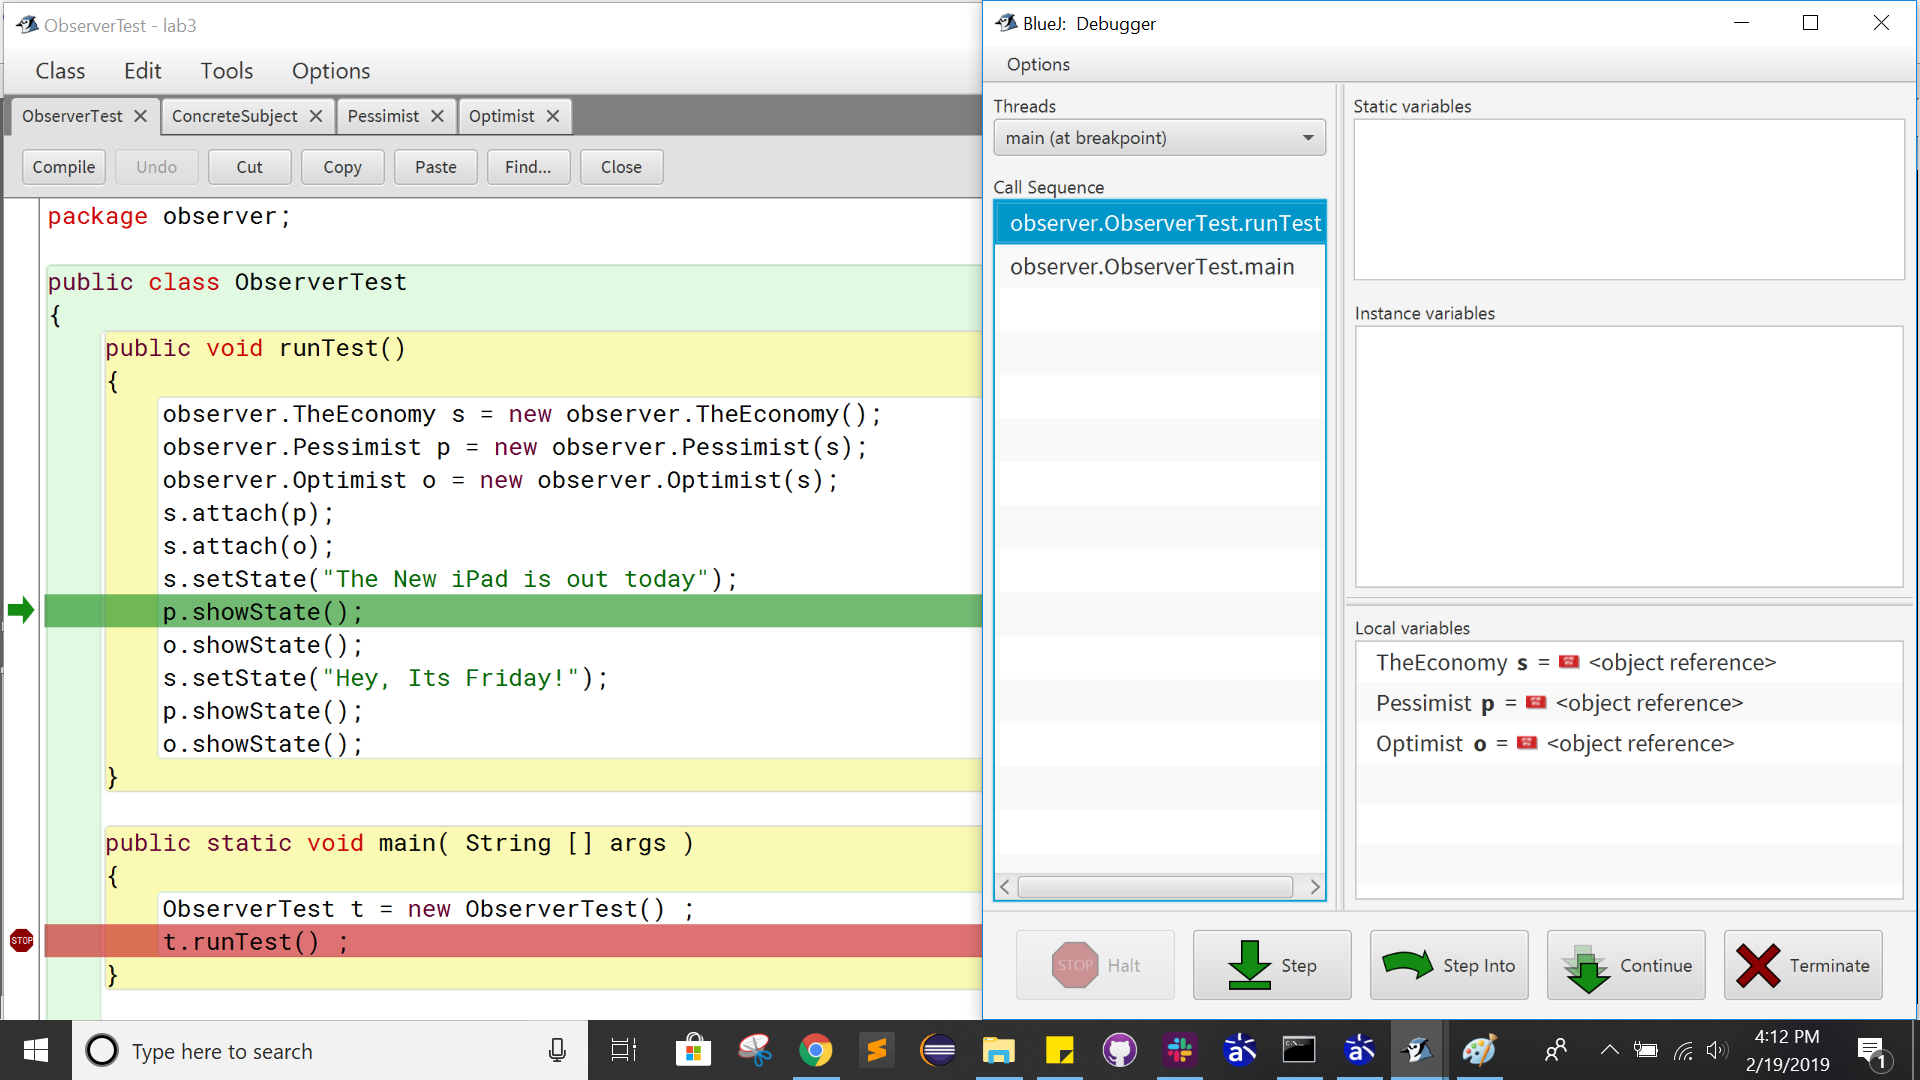 ObserverTest - lab3
Class Edit Tools Options
ObserverTest ConcreteSubject Pessimist Optimist
Compile Undo Cut Copy Paste Find... Close
package observer;
public class ObserverTest
{
public void runTest()
{
observer.TheEconomy s = new observer.TheEconomy();
observer.Pessimist p = new observer.Pessimist(s);
observer.Optimist o = new observer.Optimist(s);
s.attach(p);
s.attach(o);
s.setState("The New iPad is out today");
p.showState();
o.showState();
s.setState("Hey, Its Friday!");
p.showState();
o.showState();
}
public static void main( String [] args )
{
ObserverTest t = new ObserverTest() ;
STOP t.runTest() ;
}
BlueJ: Debugger
Options
Threads
main (at breakpoint)
Call Sequence
observer.ObserverTest.runTest
observer.ObserverTest.main
Static variables
Instance variables
Local variables
TheEconomy s = <object reference>
Pessimist p = <object reference>
Optimist o = <object reference>
STOP Halt Step Step Into Continue Terminate
Type here to search
4:12 PM
2/19/2019
1